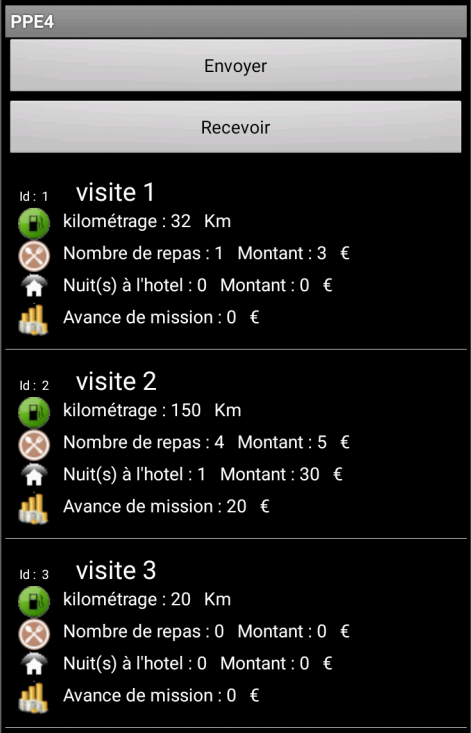 PPE4
Envoyer
Recevoir
Id : 1 visite 1
kilométrage : 32 Km
Nombre de repas : 1 Montant : 3 €
Nuit(s) à l'hotel : 0 Montant : 0 €
Avance de mission : 0 €
Id : 2 visite 2
kilométrage : 150 Km
Nombre de repas : 4 Montant : 5 €
Nuit(s) à l'hotel : 1 Montant : 30 €
Avance de mission : 20 €
Id : 3 visite 3
kilométrage : 20 Km
Nombre de repas : 0 Montant : 0 €
Nuit(s) à l'hotel : 0 Montant : 0 €
Avance de mission : 0 €